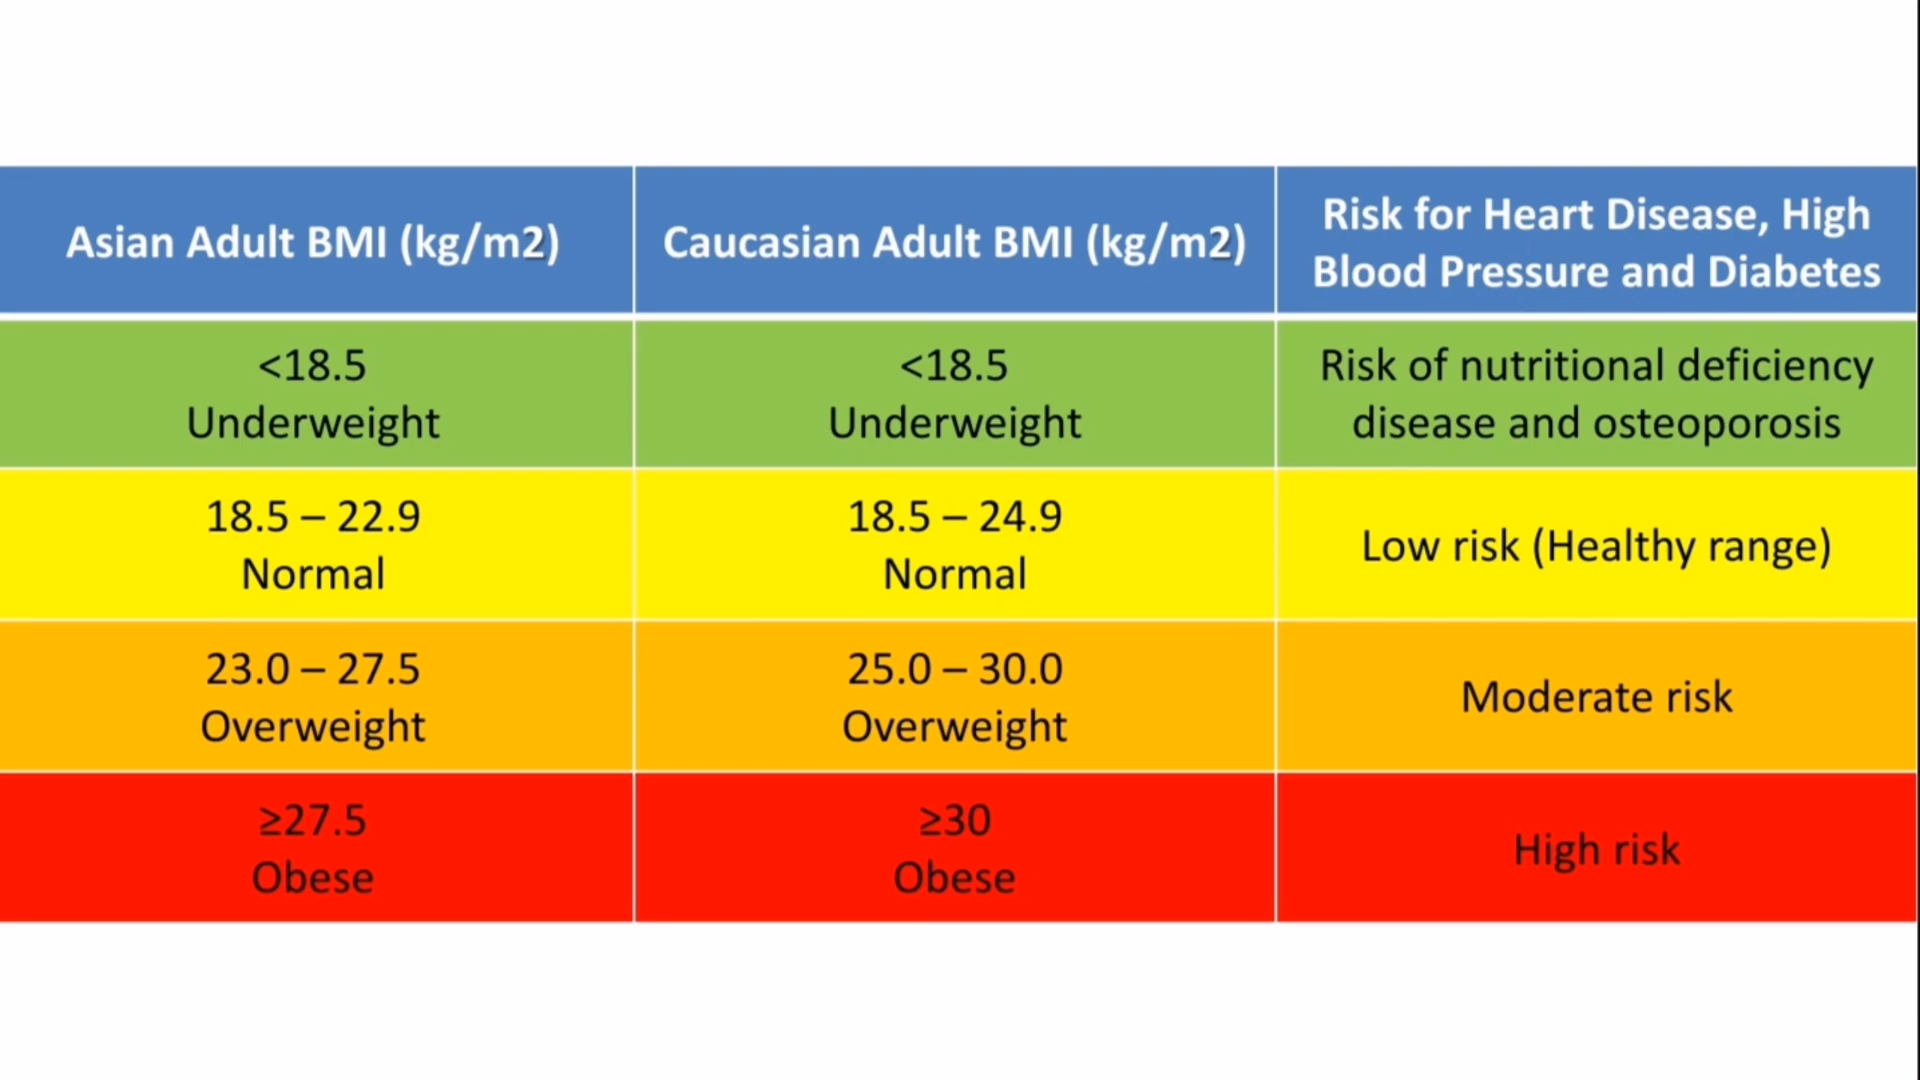 Asian Adult BMI (kg/m2)
Caucasian Adult BMI (kg/m2)
Risk for Heart Disease, High
Blood Pressure and Diabetes
<18.5
Underweight
<18.5
Underweight
Risk of nutritional deficiency
disease and osteoporosis
18.5 – 22.9
Normal
18.5 – 24.9
Normal
Low risk (Healthy range)
23.0 – 27.5
Overweight
25.0 – 30.0
Overweight
Moderate risk
≥27.5
Obese
≥30
Obese
High risk